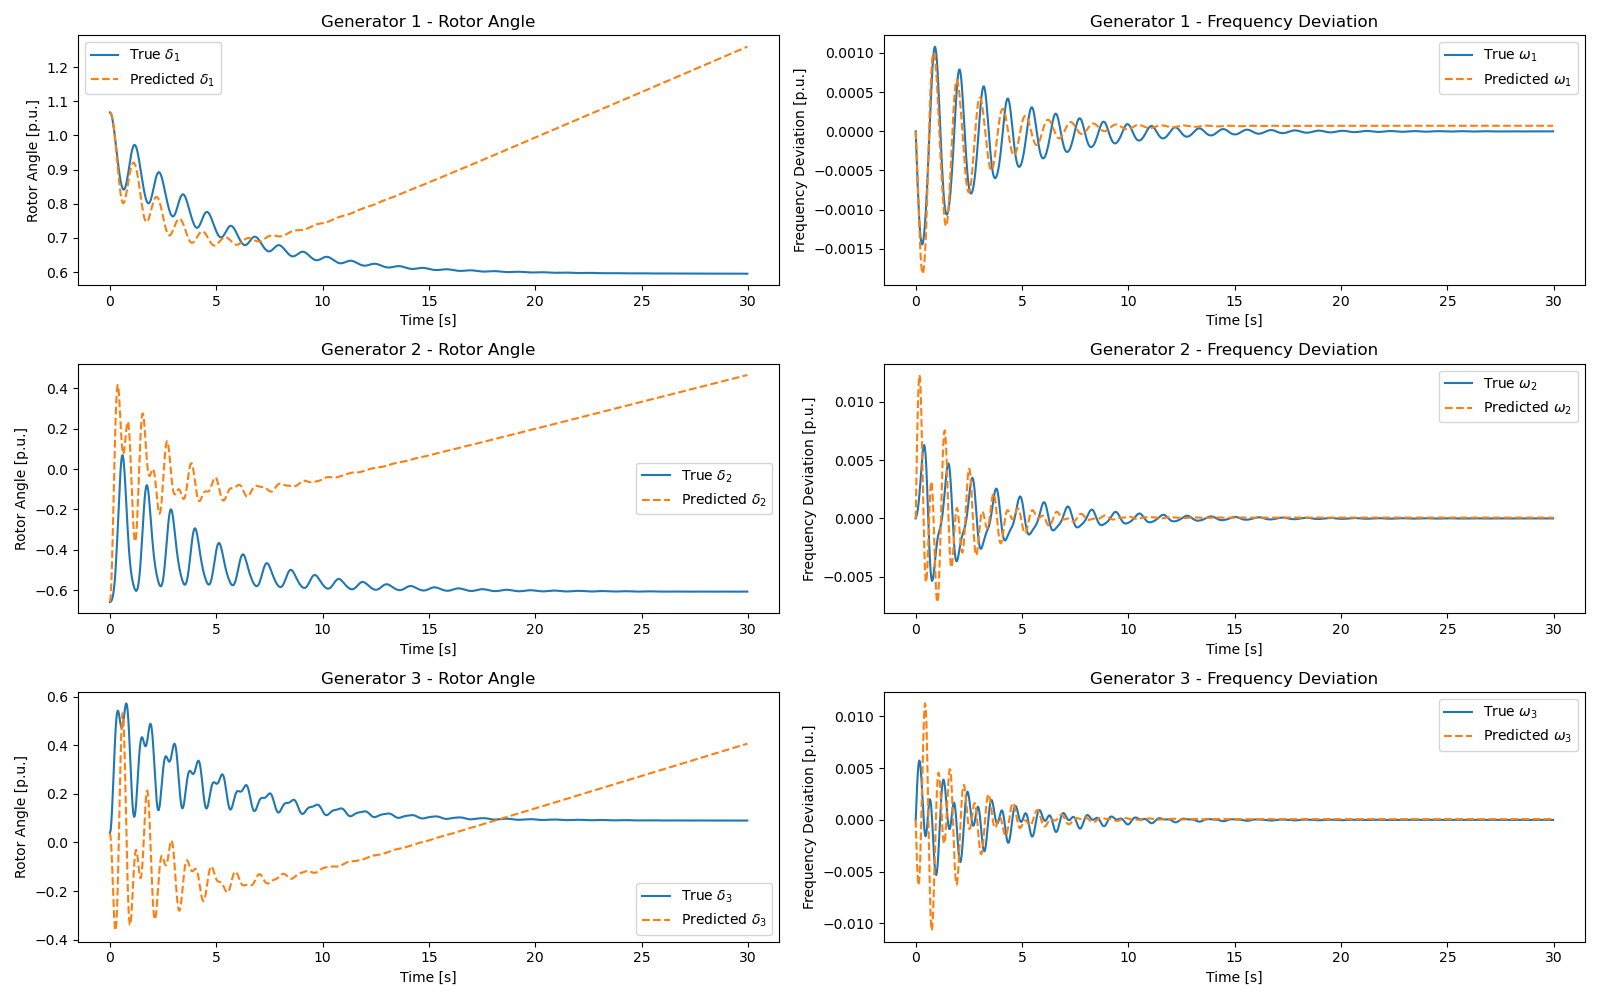 Generator 1 - Rotor Angle
True δ1
Predicted δ1
Rotor Angle [p.u.]
1.2
1.1
1.0
0.9
0.8
0.7
0.6
0 5 10 15 20 25 30
Time [s]
Generator 1 - Frequency Deviation
True ω1
Predicted ω1
Frequency Deviation [p.u.]
0.0010
0.0005
0.0000
−0.0005
−0.0010
−0.0015
0 5 10 15 20 25 30
Time [s]
Generator 2 - Rotor Angle
True δ2
Predicted δ2
Rotor Angle [p.u.]
0.4
0.2
0.0
−0.2
−0.4
−0.6
0 5 10 15 20 25 30
Time [s]
Generator 2 - Frequency Deviation
True ω2
Predicted ω2
Frequency Deviation [p.u.]
0.010
0.005
0.000
−0.005
0 5 10 15 20 25 30
Time [s]
Generator 3 - Rotor Angle
True δ3
Predicted δ3
Rotor Angle [p.u.]
0.6
0.4
0.2
0.0
−0.2
−0.4
0 5 10 15 20 25 30
Time [s]
Generator 3 - Frequency Deviation
True ω3
Predicted ω3
Frequency Deviation [p.u.]
0.010
0.005
0.000
−0.005
−0.010
0 5 10 15 20 25 30
Time [s]